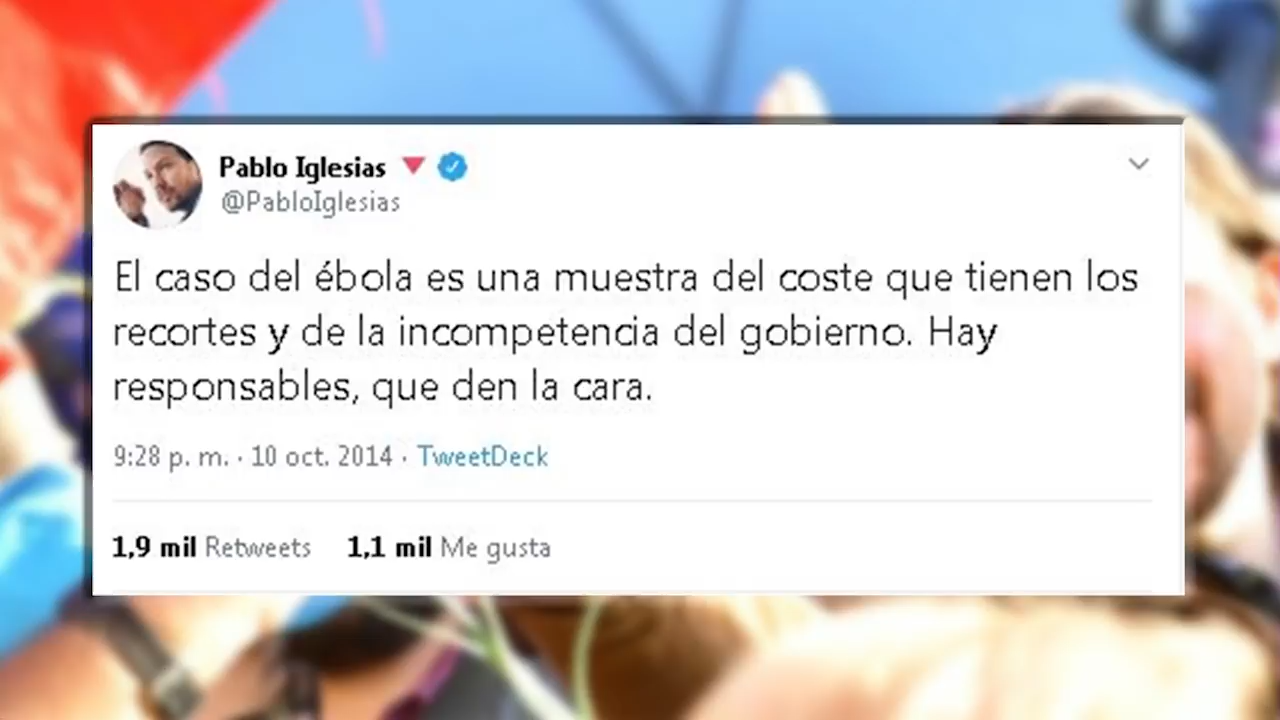 Pablo Iglesias
@PabloIglesias
El caso del ébola es una muestra del coste que tienen los
recortes y de la incompetencia del gobierno. Hay
responsables, que den la cara.
9:28 p. m. · 10 oct. 2014 · TweetDeck
1,9 mil Retweets 1,1 mil Me gusta